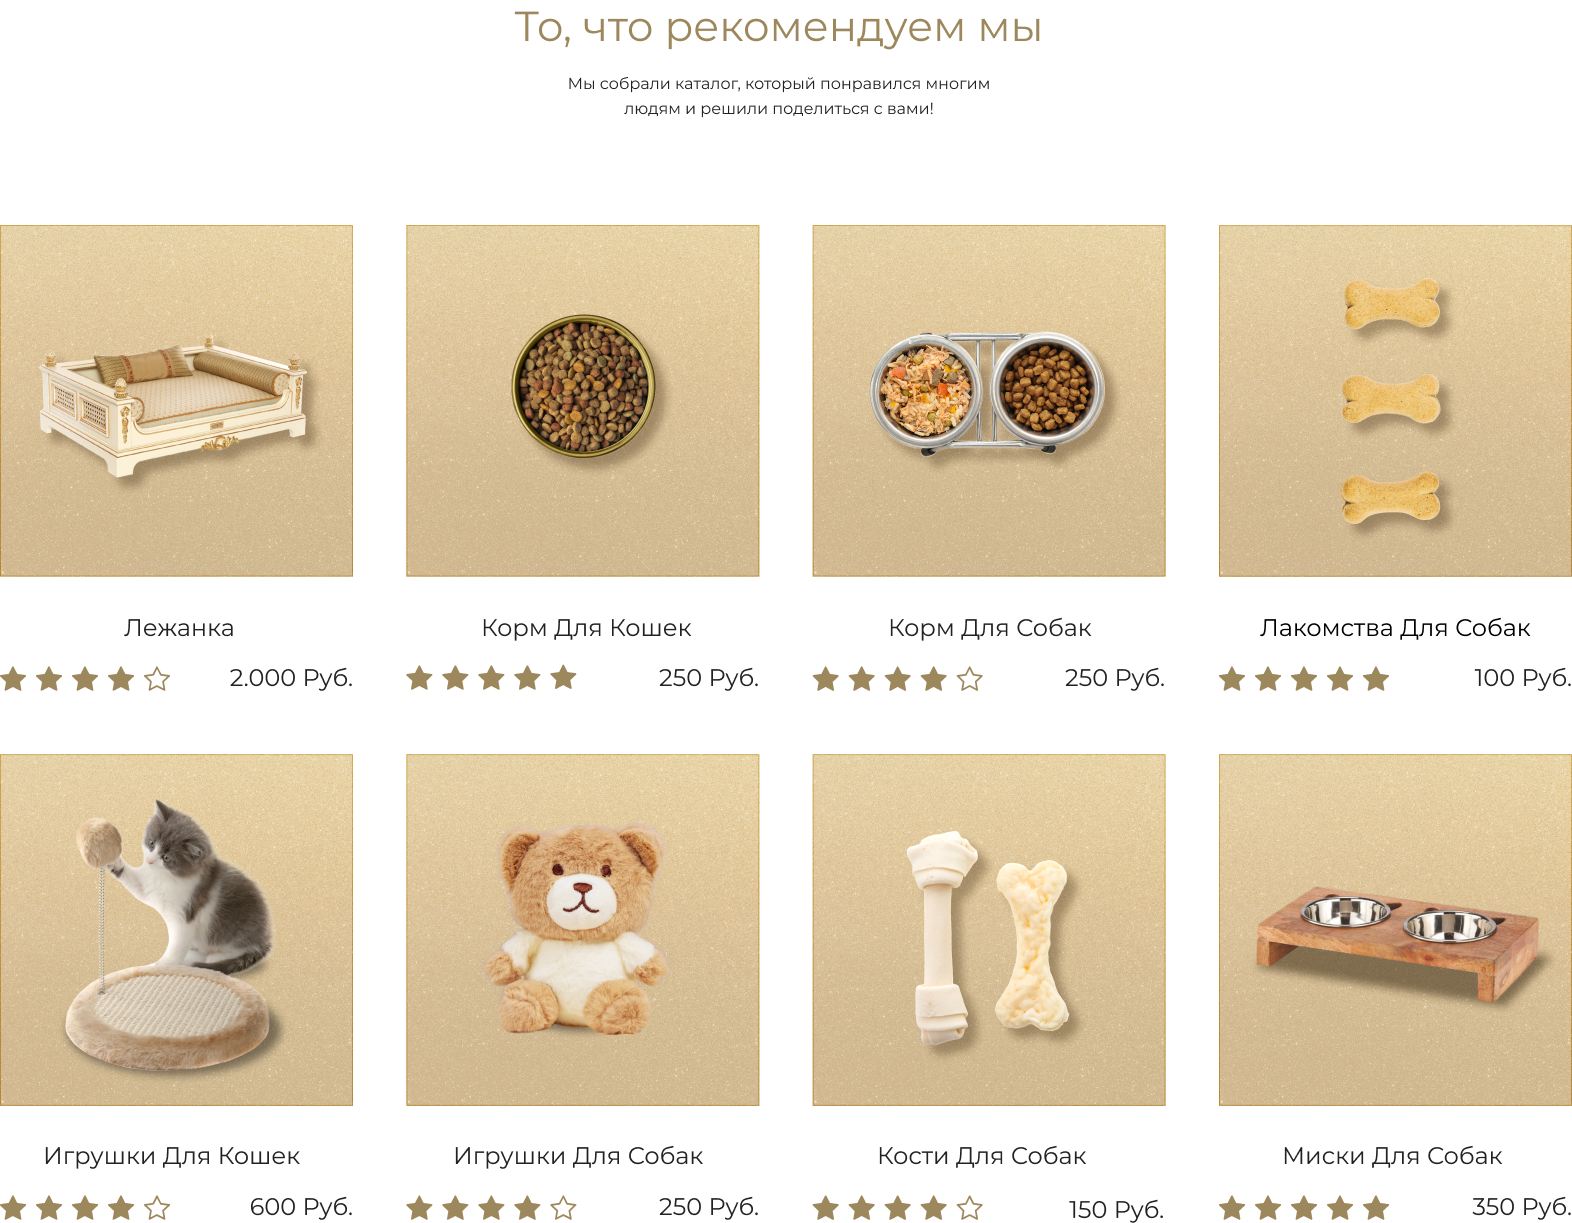 То, что рекомендуем мы
Мы собрали каталог, который понравился многим
людям и решили поделиться с вами!
Лежанка
2.000 Руб.
Корм Для Кошек
250 Руб.
Корм Для Собак
250 Руб.
Лакомства Для Собак
100 Руб.
Игрушки Для Кошек
600 Руб.
Игрушки Для Собак
250 Руб.
Кости Для Собак
150 Руб.
Миски Для Собак
350 Руб.